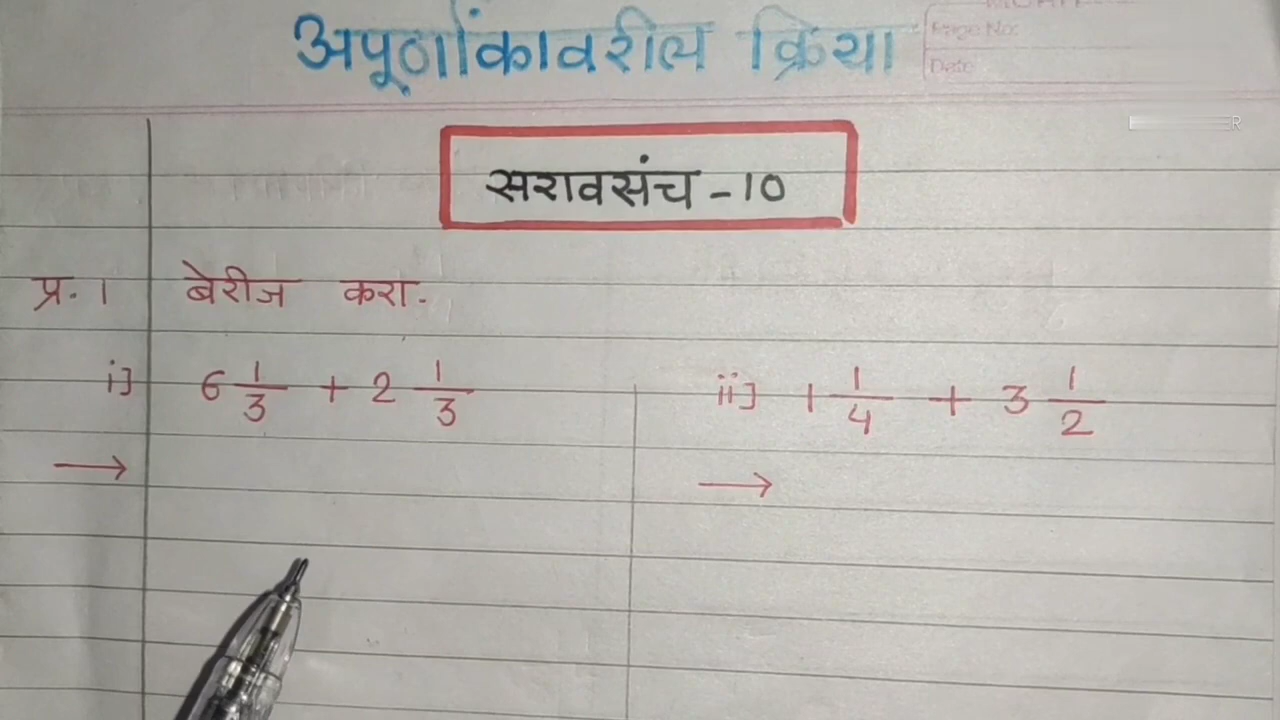 अपूर्णांकावरील क्रिया
Page No:
Date
R
सरावसंच - 10
प्र. 1 बेरीज करा.
i] 6 1/3 + 2 1/3
ii] 1 1/4 + 3 1/2